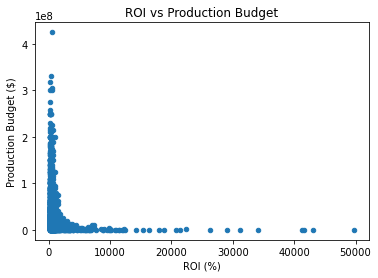 ROI vs Production Budget
1e8
4
3
2
1
0
Production Budget ($)
0 10000 20000 30000 40000 50000
ROI (%)